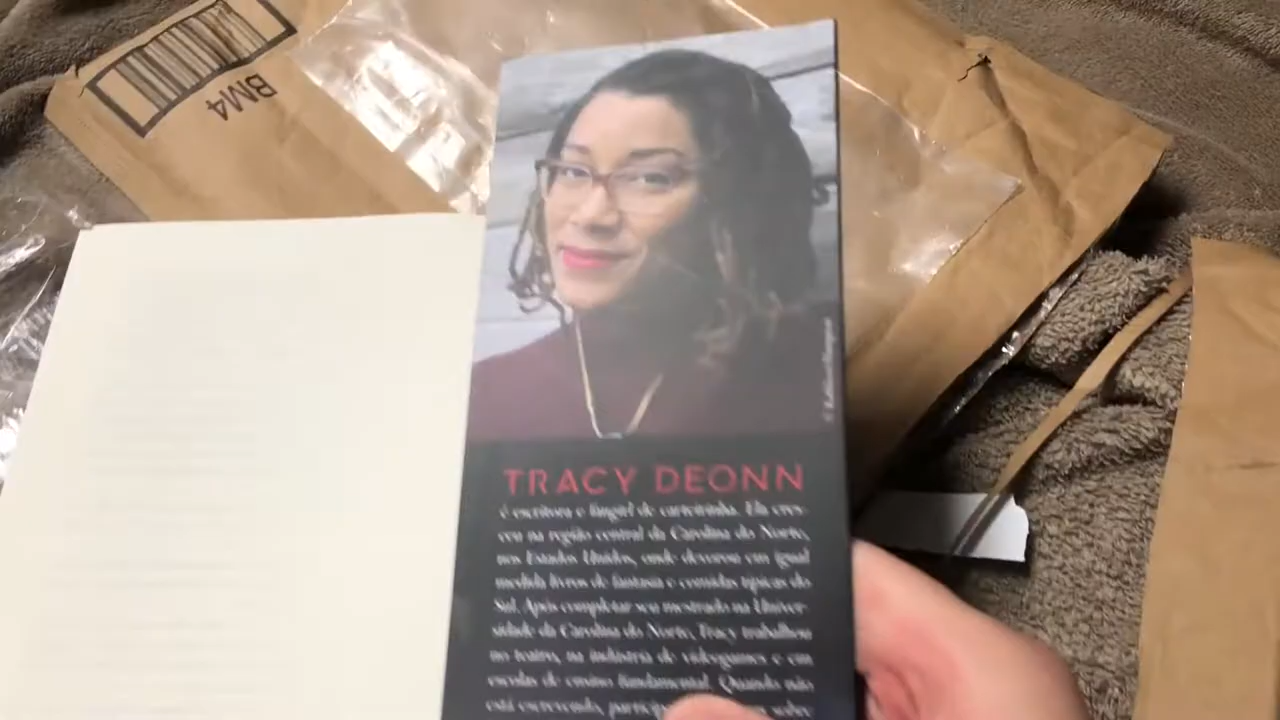 BM4
TRACY DEONN
é escritora e fangirl de carteirinha. Ela cres-
ceu na região central da Carolina do Norte,
nos Estados Unidos, onde devorou em igual
medida livros de fantasia e comidas típicas do
Sul. Após completar seu mestrado na Univer-
sidade da Carolina do Norte, Tracy trabalhou
no teatro, na indústria de videogames e em
escolas de ensino fundamental. Quando não
está escrevendo, sobre